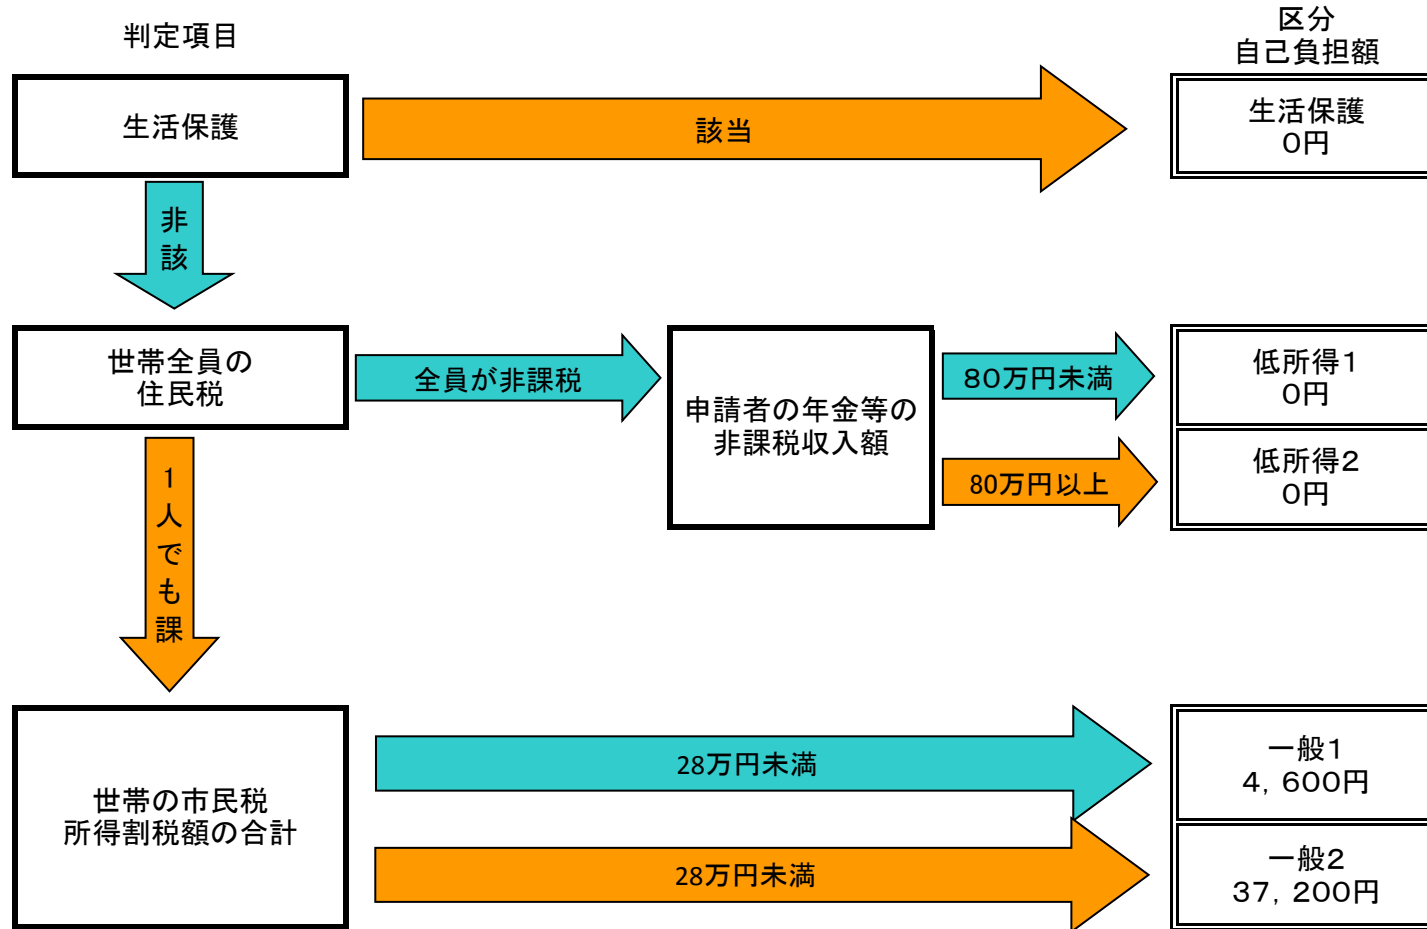 判定項目
区分
自己負担額
生活保護
該当
生活保護
0円
非
該
世帯全員の
住民税
全員が非課税
申請者の年金等の
非課税収入額
80万円未満
低所得1
0円
80万円以上
低所得2
0円
1
人
で
も
課
世帯の市民税
所得割税額の合計
28万円未満
一般1
4，600円
28万円未満
一般2
37，200円